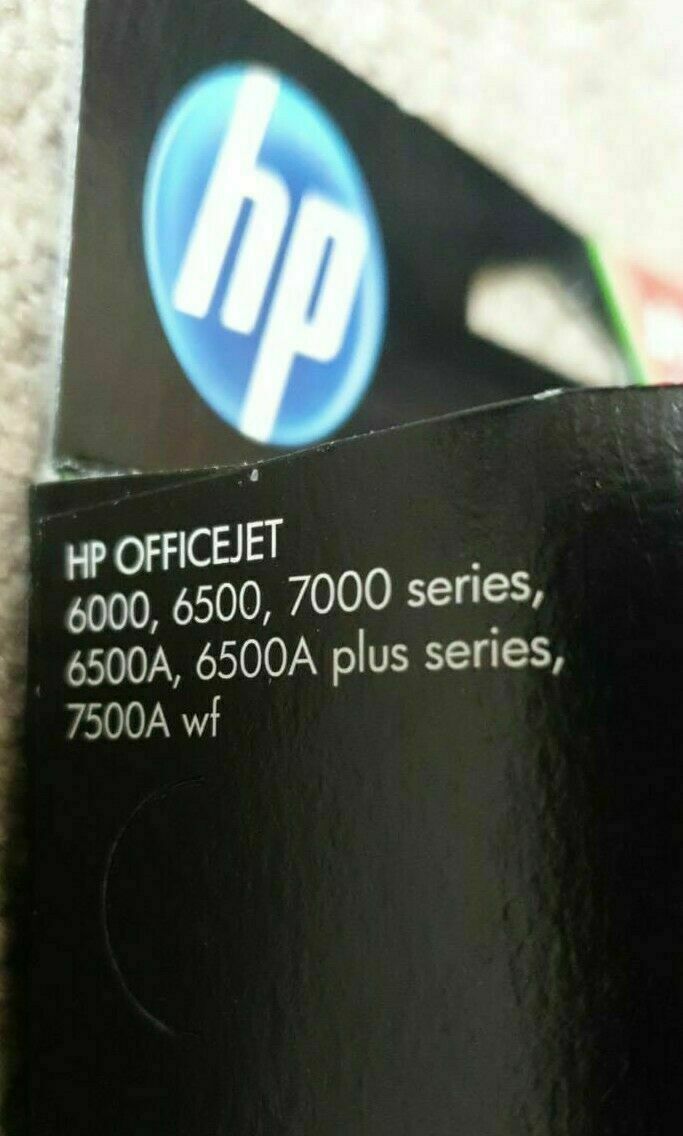 hp
HP OFFICEJET
6000, 6500, 7000 series,
6500A, 6500A plus series,
7500A wf